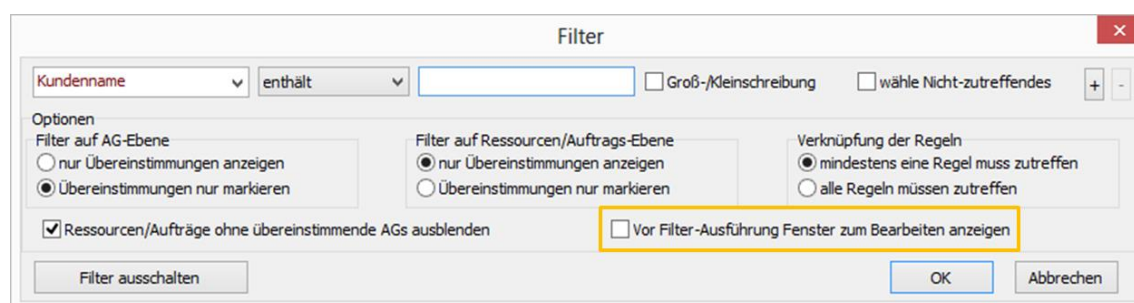 Filter
Kundenname enthält Groß-/Kleinschreibung wähle Nicht-zutreffendes + -
Optionen
Filter auf AG-Ebene Filter auf Ressourcen/Auftrags-Ebene Verknüpfung der Regeln
nur Übereinstimmungen anzeigen nur Übereinstimmungen anzeigen mindestens eine Regel muss zutreffen
Übereinstimmungen nur markieren Übereinstimmungen nur markieren alle Regeln müssen zutreffen
Ressourcen/Aufträge ohne übereinstimmende AGs ausblenden Vor Filter-Ausführung Fenster zum Bearbeiten anzeigen
Filter ausschalten OK Abbrechen